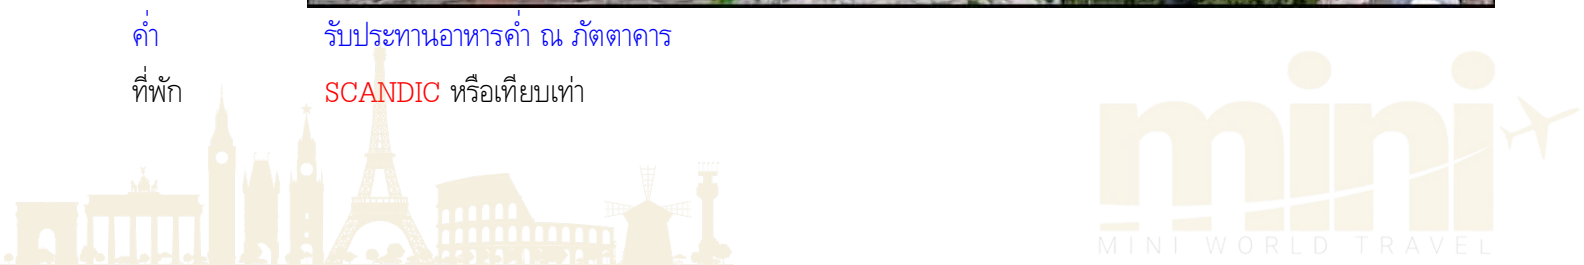 ค่ำ รับประทานอาหารค่ำ ณ ภัตตาคาร
ที่พัก SCANDIC หรือเทียบเท่า
mini
MINI WORLD TRAVEL